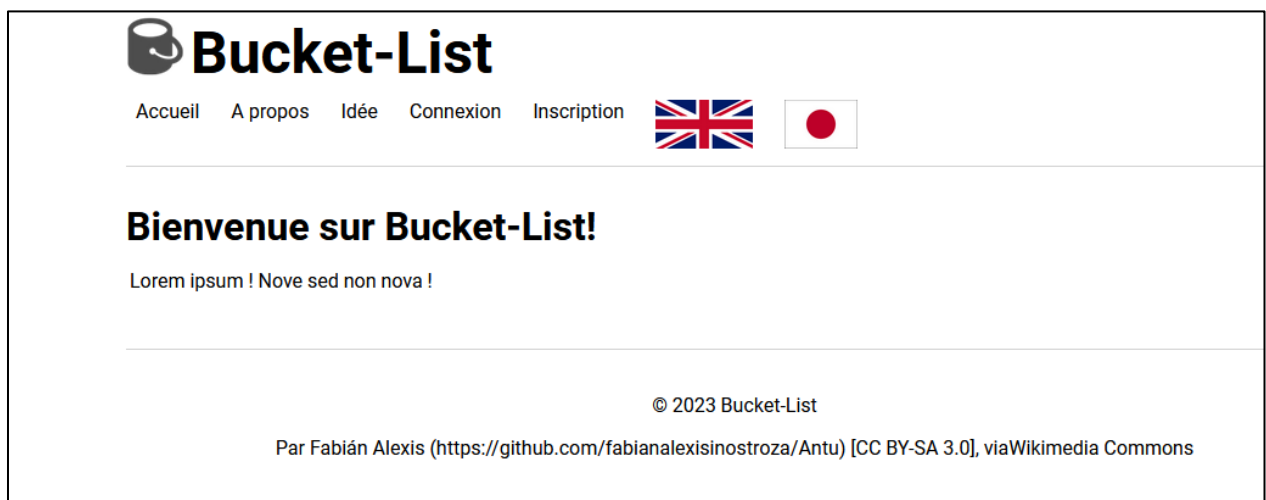 Bucket-List
Accueil A propos Idée Connexion Inscription
Bienvenue sur Bucket-List!
Lorem ipsum ! Nove sed non nova !
© 2023 Bucket-List
Par Fabián Alexis (https://github.com/fabianalexisinostroza/Antu) [CC BY-SA 3.0], viaWikimedia Commons